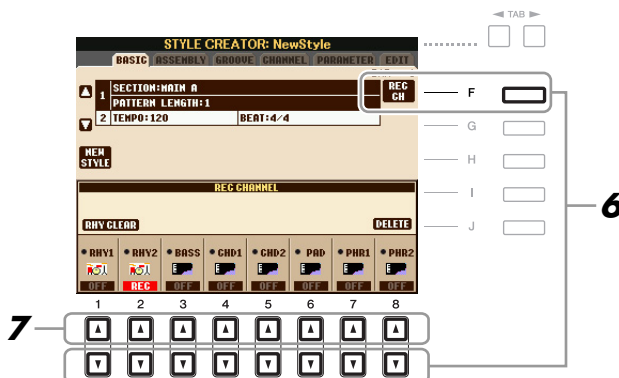 ◄ TAB ►
STYLE CREATOR: NewStyle
BASIC ASSEMBLY GROOVE CHANNEL PARAMETER EDIT
1 SECTION:MAIN A
PATTERN LENGTH:1
2 TEMPO:120 BEAT:4/4
REC CH
NEW STYLE
F
G
H
I
J
6
REC CHANNEL
RHY CLEAR DELETE
RHY1 RHY2 BASS CHD1 CHD2 PAD PHR1 PHR2
OFF REC OFF OFF OFF OFF OFF OFF
1 2 3 4 5 6 7 8
7